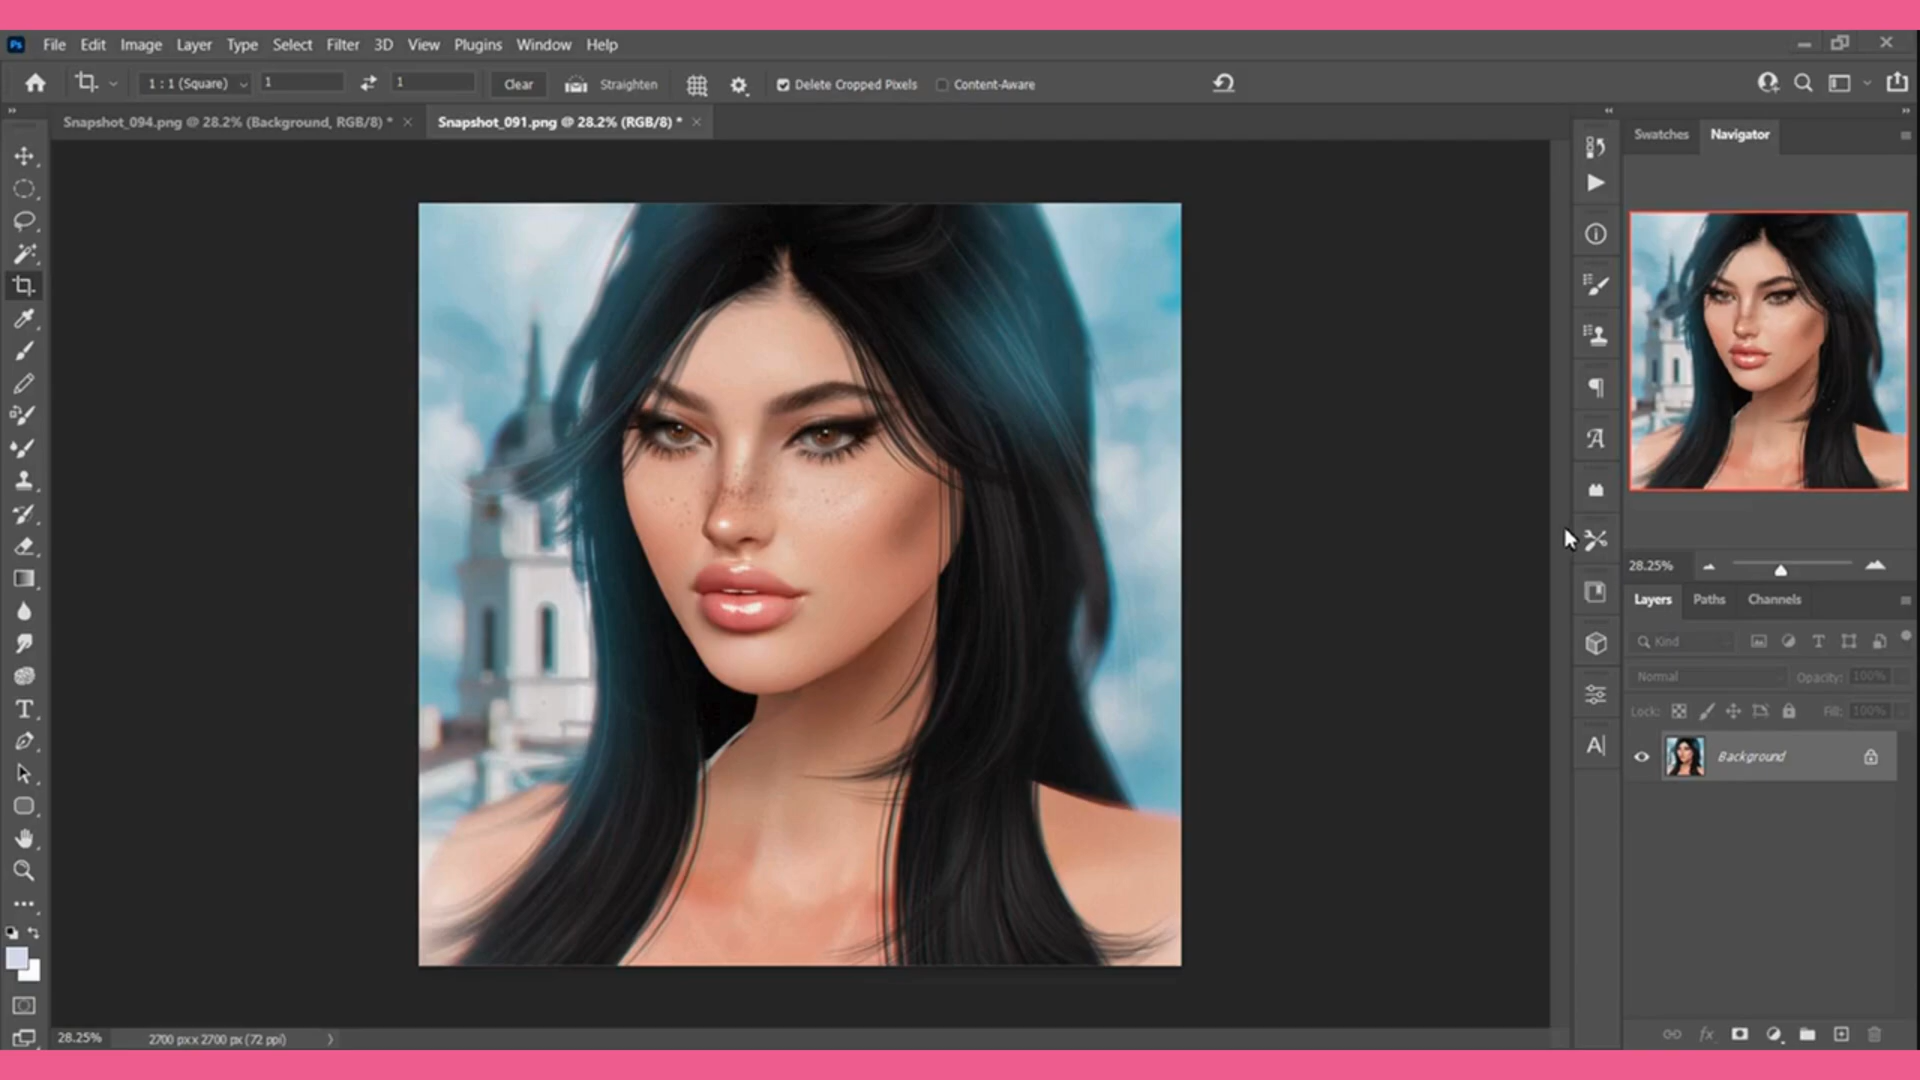 Ps File Edit Image Layer Type Select Filter 3D View Plugins Window Help
1 : 1 (Square) 1 1 Clear Straighten Delete Cropped Pixels Content-Aware
Snapshot_094.png @ 28.2% (Background, RGB/8) * × Snapshot_091.png @ 28.2% (RGB/8) * ×
Swatches Navigator
28.25%
Layers Paths Channels
Kind
Normal Opacity: 100%
Lock: Fill: 100%
Background
fx
28.25% 2700 px x 2700 px (72 ppi)